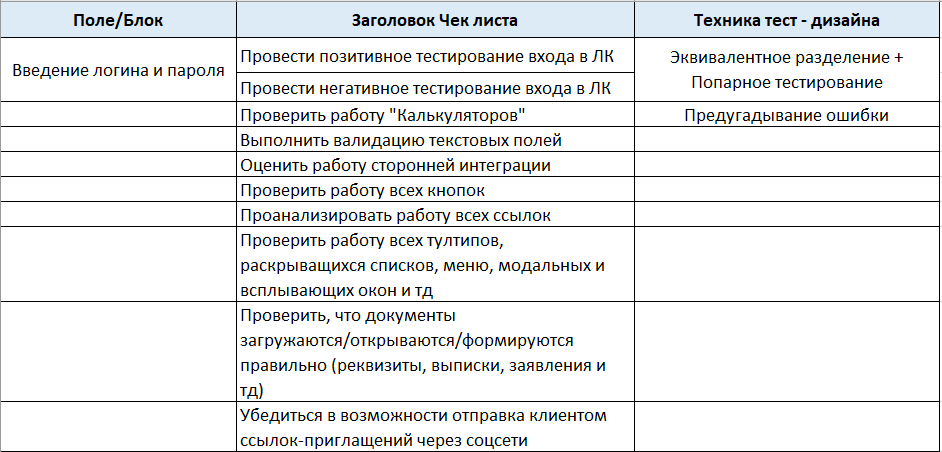 Поле/Блок
Заголовок Чек листа
Техника тест - дизайна
Введение логина и пароля
Провести позитивное тестирование входа в ЛК
Провести негативное тестирование входа в ЛК
Эквивалентное разделение +
Попарное тестирование
Проверить работу "Калькуляторов"
Предугадывание ошибки
Выполнить валидацию текстовых полей
Оценить работу сторонней интеграции
Проверить работу всех кнопок
Проанализировать работу всех ссылок
Проверить работу всех тултипов,
раскрыващихся списков, меню, модальных и
всплывающих окон и тд
Проверить, что документы
загружаются/открываются/формируются
правильно (реквизиты, выписки, заявления и
тд)
Убедиться в возможности отправка клиентом
ссылок-приглащений через соцсети